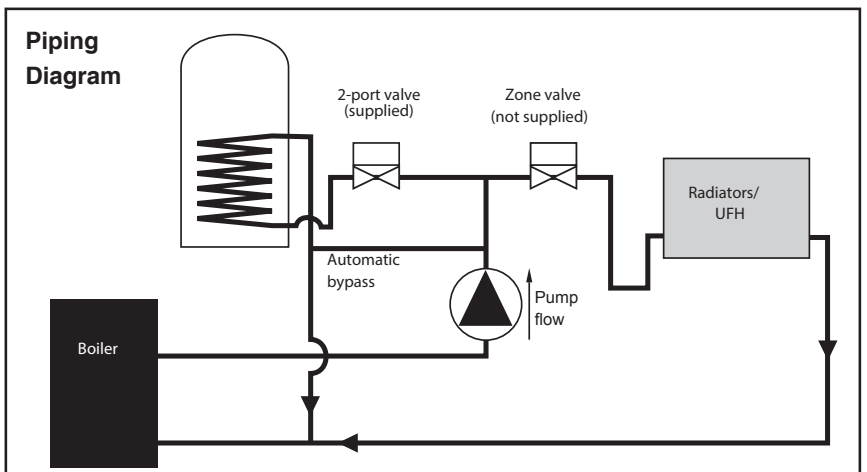 Piping
Diagram
2-port valve
(supplied)
Zone valve
(not supplied)
Radiators/
UFH
Automatic
bypass
Pump
flow
Boiler